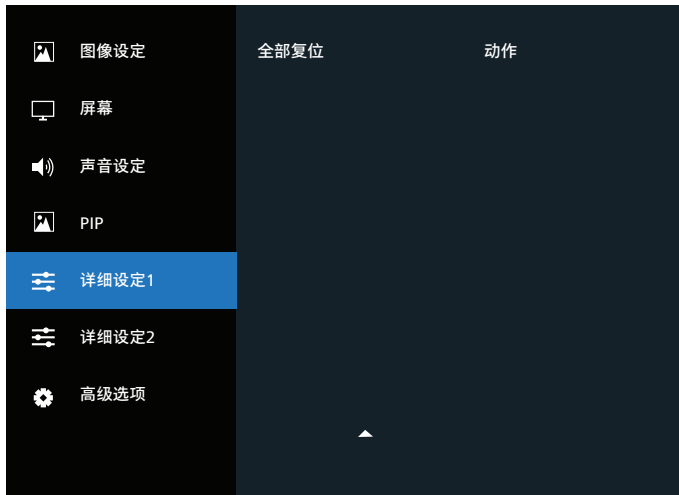 图像设定
屏幕
声音设定
PIP
详细设定1
详细设定2
高级选项
全部复位 动作